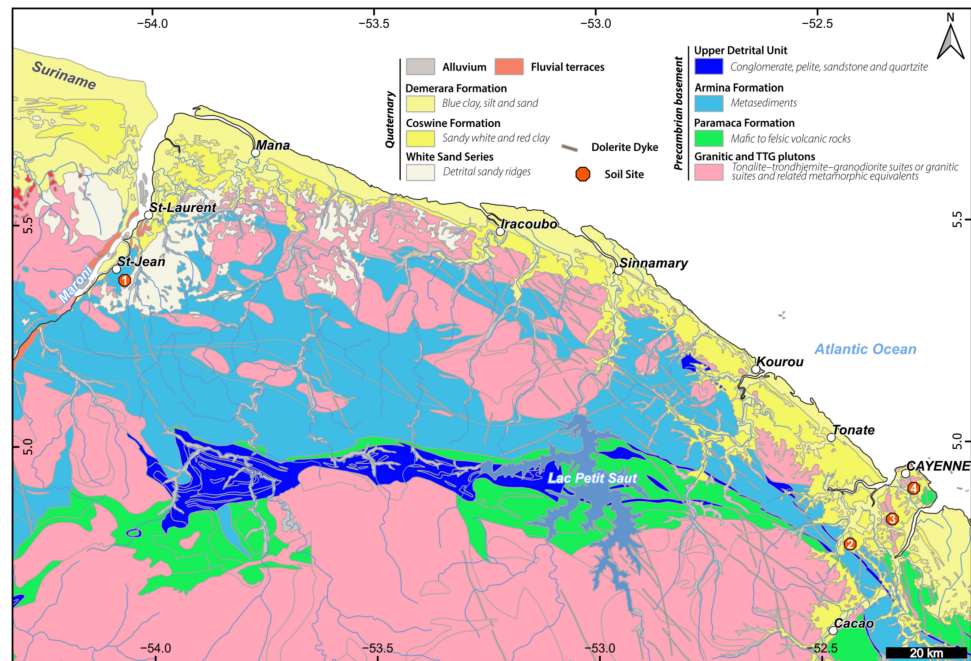 −54.0
−53.5
−53.0
−52.5
N
Suriname
Quaternary
Alluvium
Fluvial terraces
Demerara Formation
Blue clay, silt and sand
Coswine Formation
Sandy white and red clay
White Sand Series
Detrital sandy ridges
Dolerite Dyke
Soil Site
Precambrian basement
Upper Detrital Unit
Conglomerate, pelite, sandstone and quartzite
Armina Formation
Metasediments
Paramaca Formation
Mafic to felsic volcanic rocks
Granitic and TTG plutons
Tonalite–trondhjemite–granodiorite suites or granitic
suites and related metamorphic equivalents
Mana
St-Laurent
Iracoubo
5.5
5.5
St-Jean
Sinnamary
1
Maroni
Atlantic Ocean
Kourou
Tonate
5.0
5.0
CAYENNE
Lac Petit Saut
4
3
2
Cacao
20 km
−54.0
−53.5
−53.0
−52.5